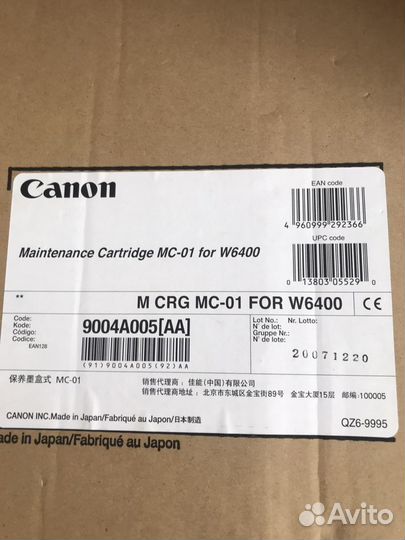 Canon
EAN code
4 960999 292366
UPC code
0 13803 05529 0
Maintenance Cartridge MC-01 for W6400
** M CRG MC-01 FOR W6400 CE
Code:
Kode:
Código:
Codice:
EAN128
9004A005[AA]
(91)9004A005(92)AA
Lot No.: Nr. Lotto:
N° de lot:
Gruppe Nr.:
N° de lote:
20071220
保养墨盒式 MC-01
销售代理商：佳能(中国)有限公司
销售代理商：北京市东城区金宝街89号 金宝大厦15层 邮编:100005
CANON INC.Made in Japan/Fabriqué au Japon/日本制造
QZ6-9995
ade in Japan/Fabriqué au Japon
Avito